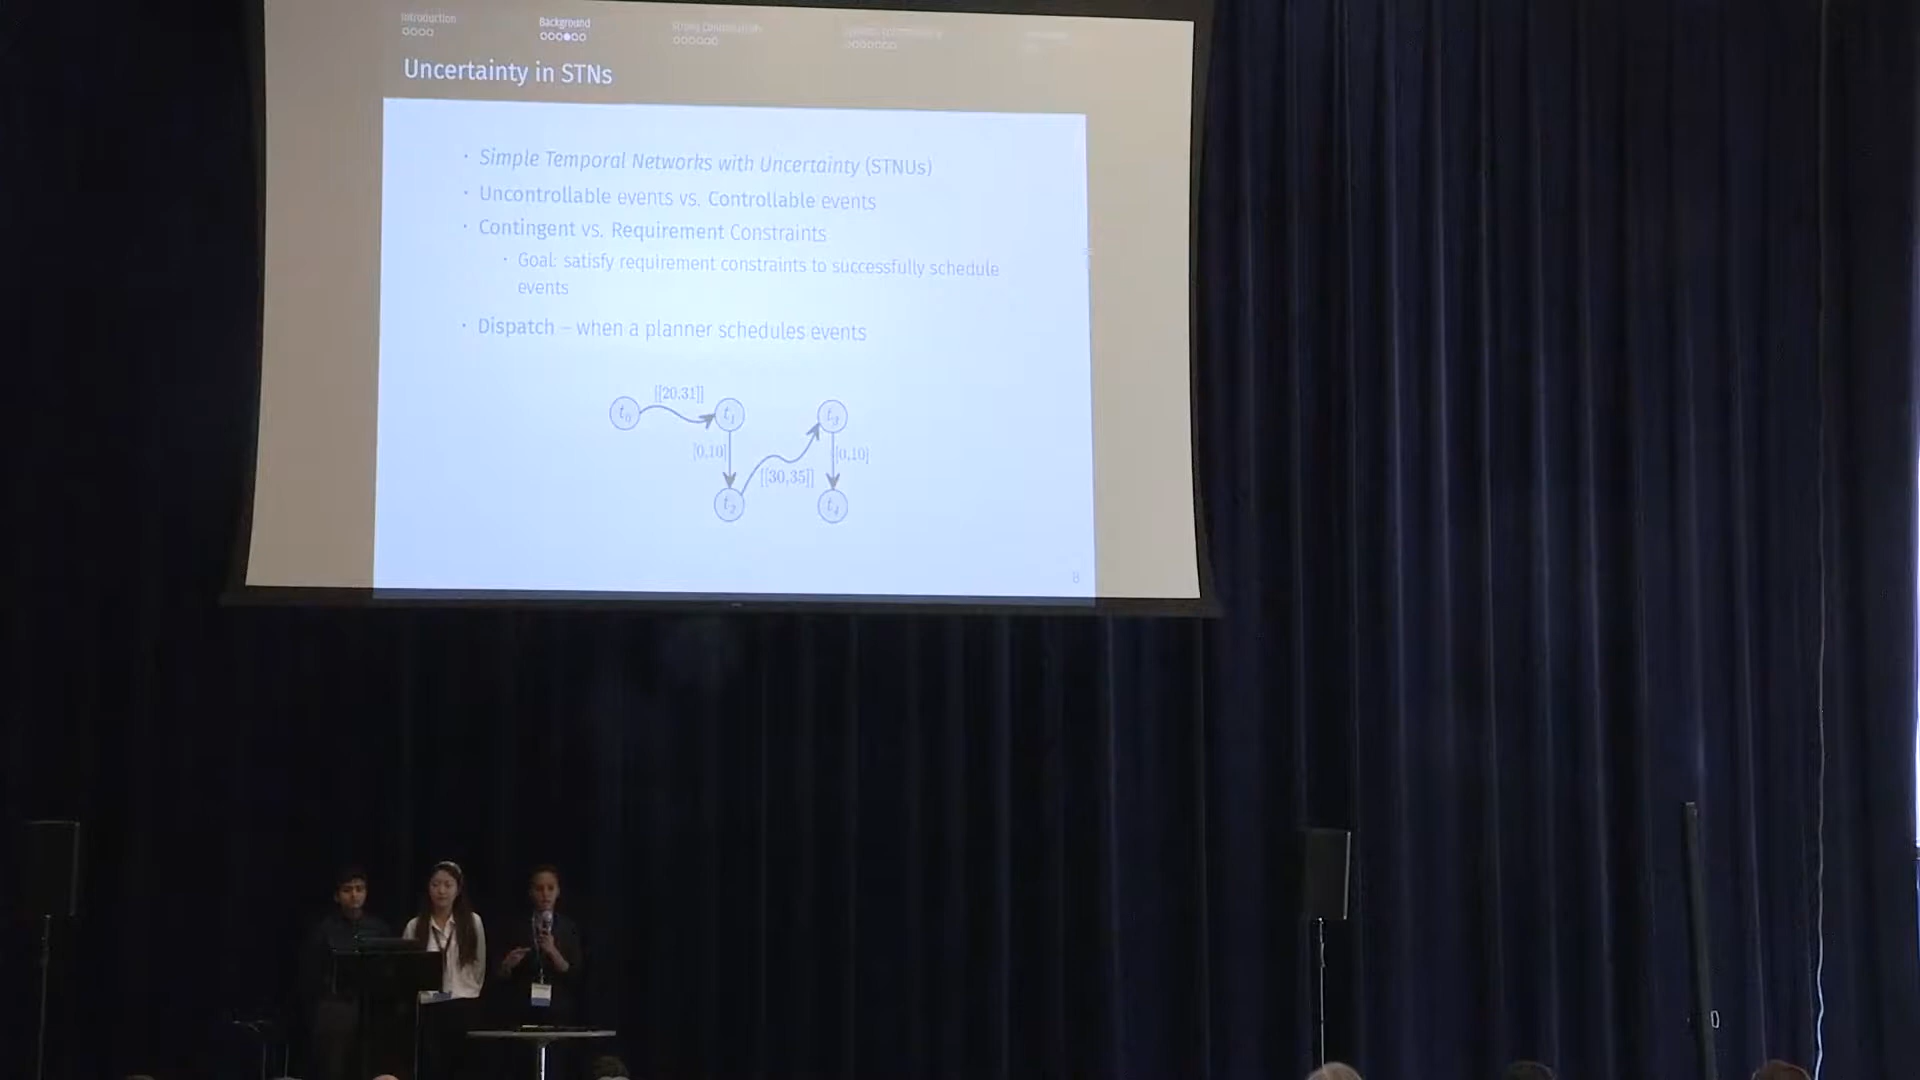 Introduction
Background
Uncertainty in STNs
· Simple Temporal Networks with Uncertainty (STNUs)
· Uncontrollable events vs. Controllable events
· Contingent vs. Requirement Constraints
· Goal: satisfy requirement constraints to successfully schedule
events
· Dispatch – when a planner schedules events
[[20,31]]
t₀ t₁ t₃
[0,10] [0,10]
[[30,35]]
t₂ t₄
8